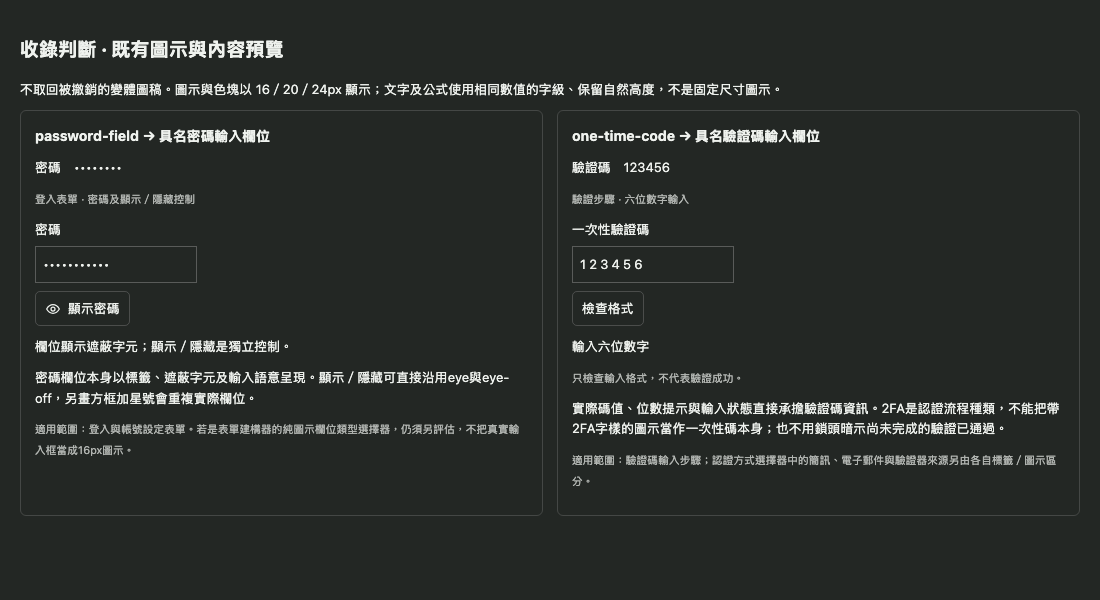 收錄判斷 · 既有圖示與內容預覽
不取回被撤銷的變體圖稿。圖示與色塊以 16 / 20 / 24px 顯示；文字及公式使用相同數值的字級、保留自然高度，不是固定尺寸圖示。
password-field → 具名密碼輸入欄位
密碼 ••••••••
登入表單 · 密碼及顯示 / 隱藏控制
密碼
•••••••••••
顯示密碼
欄位顯示遮蔽字元；顯示 / 隱藏是獨立控制。
密碼欄位本身以標籤、遮蔽字元及輸入語意呈現。顯示 / 隱藏可直接沿用eye與eye-
off，另畫方框加星號會重複實際欄位。
適用範圍：登入與帳號設定表單。若是表單建構器的純圖示欄位類型選擇器，仍須另評估，不把真實輸
入框當成16px圖示。
one-time-code → 具名驗證碼輸入欄位
驗證碼 123456
驗證步驟 · 六位數字輸入
一次性驗證碼
123456
檢查格式
輸入六位數字
只檢查輸入格式，不代表驗證成功。
實際碼值、位數提示與輸入狀態直接承擔驗證碼資訊。2FA是認證流程種類，不能把帶
2FA字樣的圖示當作一次性碼本身；也不用鎖頭暗示尚未完成的驗證已通過。
適用範圍：驗證碼輸入步驟；認證方式選擇器中的簡訊、電子郵件與驗證器來源另由各自標籤 / 圖示區
分。